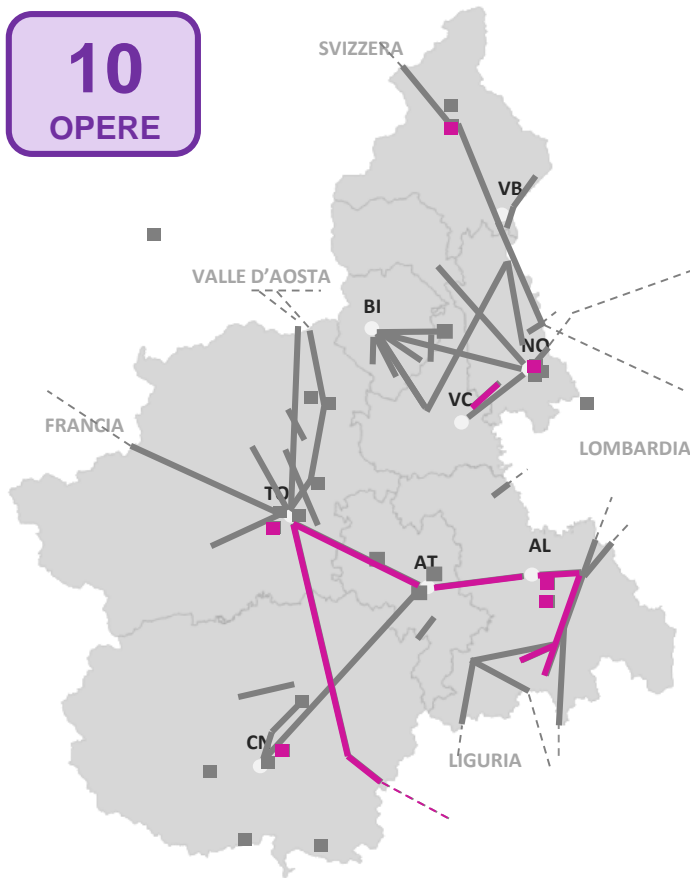 10
OPERE
SVIZZERA
VB
VALLE D'AOSTA
BI
NO
VC
FRANCIA
LOMBARDIA
TO
AL
AT
CN
LIGURIA